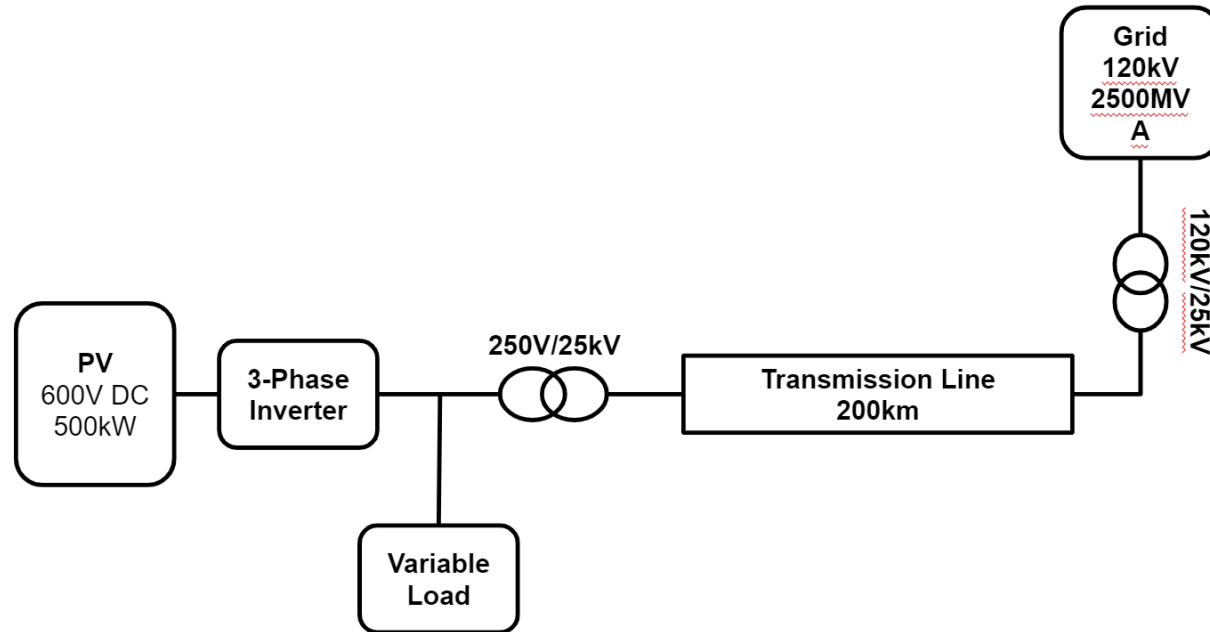 Grid
120kV
2500MV
A
120kV/25kV
250V/25kV
PV
600V DC
500kW
3-Phase
Inverter
Transmission Line
200km
Variable
Load